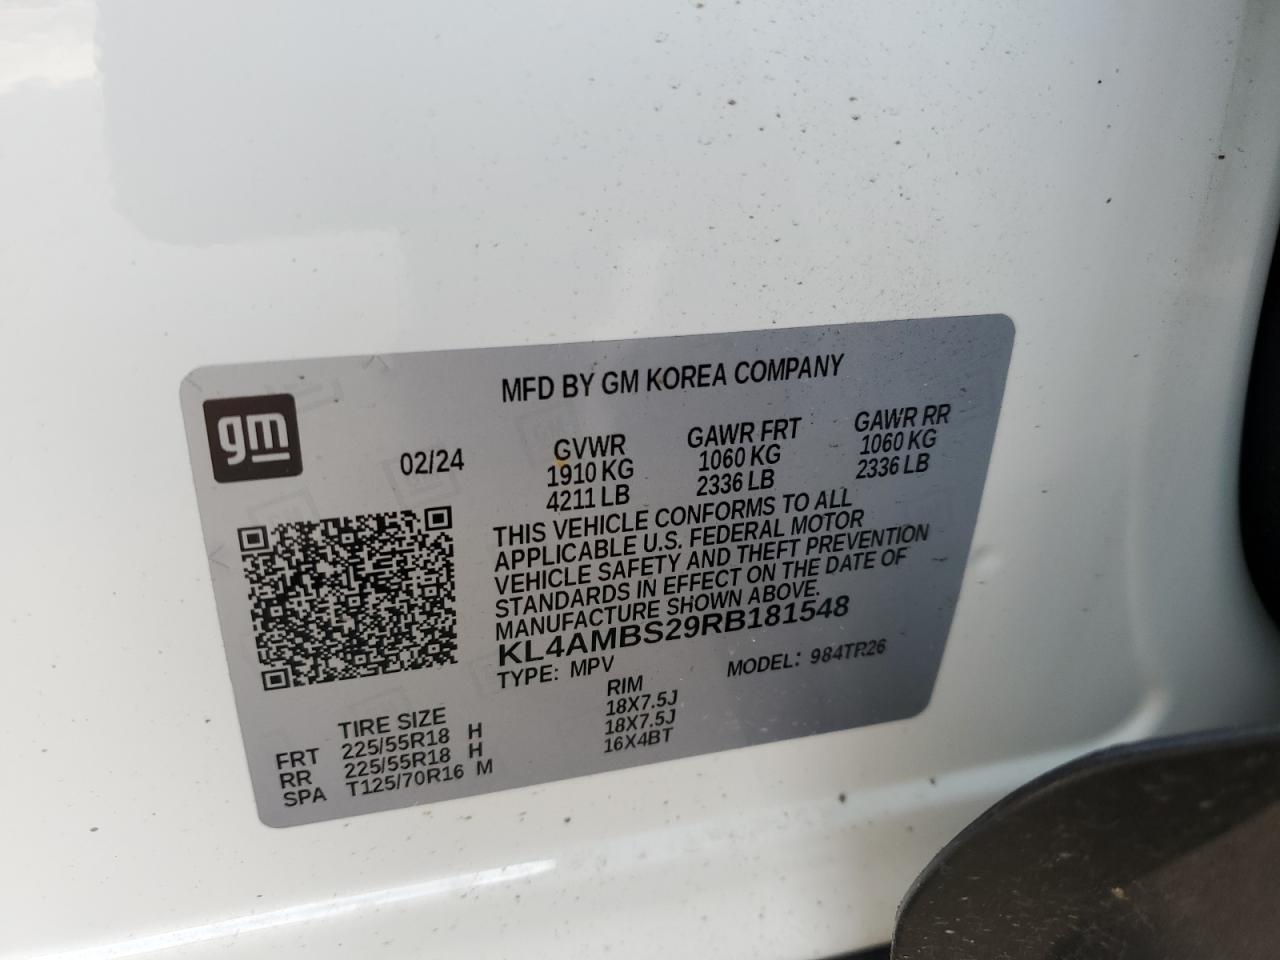 gm
MFD BY GM KOREA COMPANY
02/24
GVWR GAWR FRT GAWR RR
1910 KG 1060 KG 1060 KG
4211 LB 2336 LB 2336 LB
THIS VEHICLE CONFORMS TO ALL
APPLICABLE U.S. FEDERAL MOTOR
VEHICLE SAFETY AND THEFT PREVENTION
STANDARDS IN EFFECT ON THE DATE OF
MANUFACTURE SHOWN ABOVE.
KL4AMBS29RB181548
TYPE: MPV MODEL: 984TR26
TIRE SIZE RIM
FRT 225/55R18 H 18X7.5J
RR 225/55R18 H 18X7.5J
SPA T125/70R16 M 16X4BT